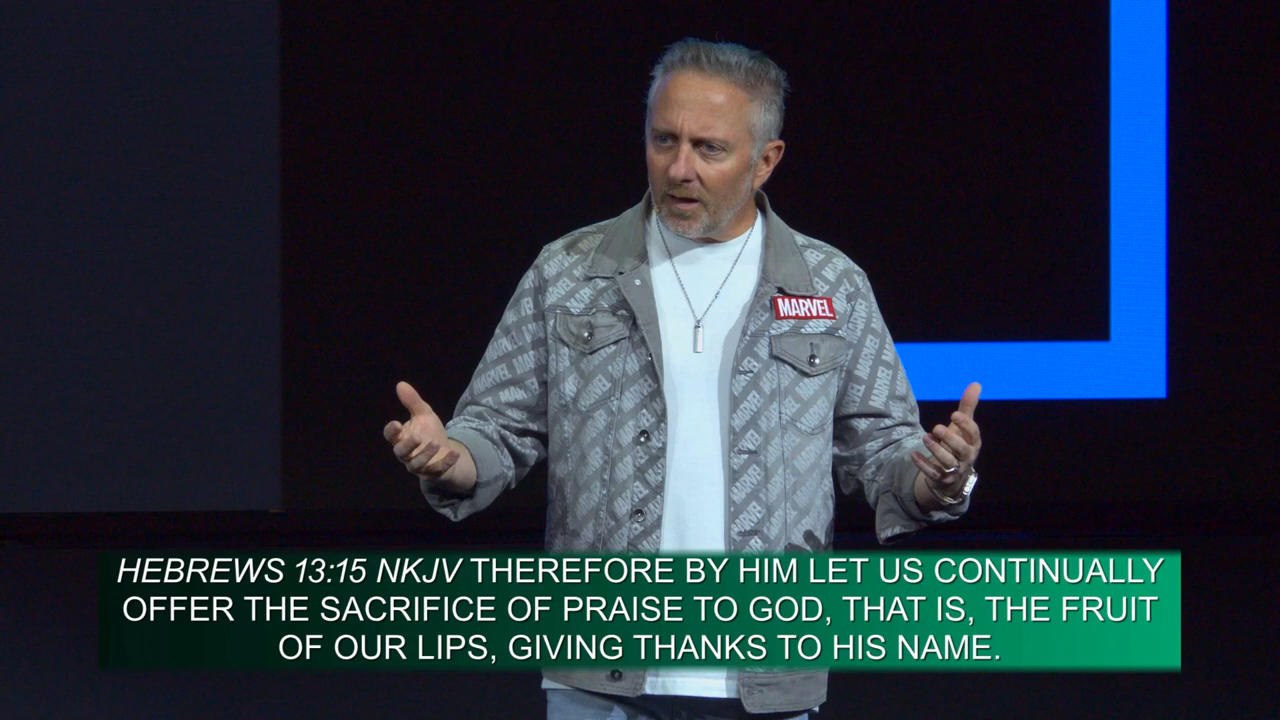 MARVEL
HEBREWS 13:15 NKJV THEREFORE BY HIM LET US CONTINUALLY
OFFER THE SACRIFICE OF PRAISE TO GOD, THAT IS, THE FRUIT
OF OUR LIPS, GIVING THANKS TO HIS NAME.